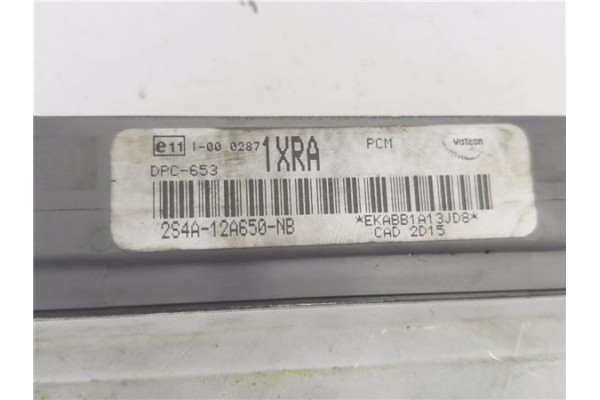 e11 1-00 0287 1XRA PCM Visteon
DPC-653
2S4A-12A650-NB *EKABB1A13JD8*
CAD 2D15